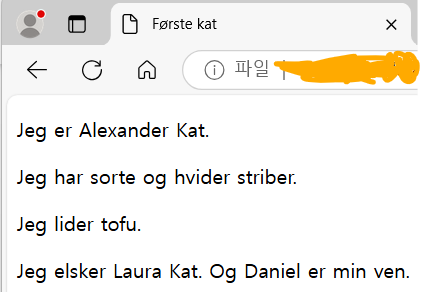 Første kat
파일
Jeg er Alexander Kat.
Jeg har sorte og hvider striber.
Jeg lider tofu.
Jeg elsker Laura Kat. Og Daniel er min ven.